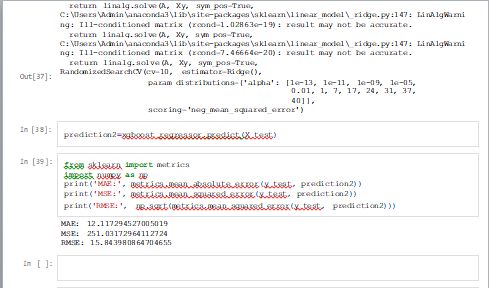 return linalg.solve(A, Xy, sym_pos=True,
C:\Users\Admin\anaconda3\lib\site-packages\sklearn\linear_model\_ridge.py:147: LinAlgWarni
ng: Ill-conditioned matrix (rcond=1.02863e-19): result may not be accurate.
return linalg.solve(A, Xy, sym_pos=True,
C:\Users\Admin\anaconda3\lib\site-packages\sklearn\linear_model\_ridge.py:147: LinAlgWarni
ng: Ill-conditioned matrix (rcond=7.46664e-20): result may not be accurate.
return linalg.solve(A, Xy, sym_pos=True,
Out[37]: RandomizedSearchCV(cv=10, estimator=Ridge(),
param_distributions={'alpha': [1e-13, 1e-11, 1e-09, 1e-05,
0.01, 1, 7, 17, 24, 31, 37,
40]},
scoring='neg_mean_squared_error')
In [38]: prediction2=xgboost_regressor.predict(X_test)
In [39]: from sklearn import metrics
import numpy as np
print('MAE:', metrics.mean_absolute_error(y_test, prediction2))
print('MSE:', metrics.mean_squared_error(y_test, prediction2))
print('RMSE:', np.sqrt(metrics.mean_squared_error(y_test, prediction2)))
MAE: 12.117294527005019
MSE: 251.03172964112724
RMSE: 15.843980864704655
In [ ]: